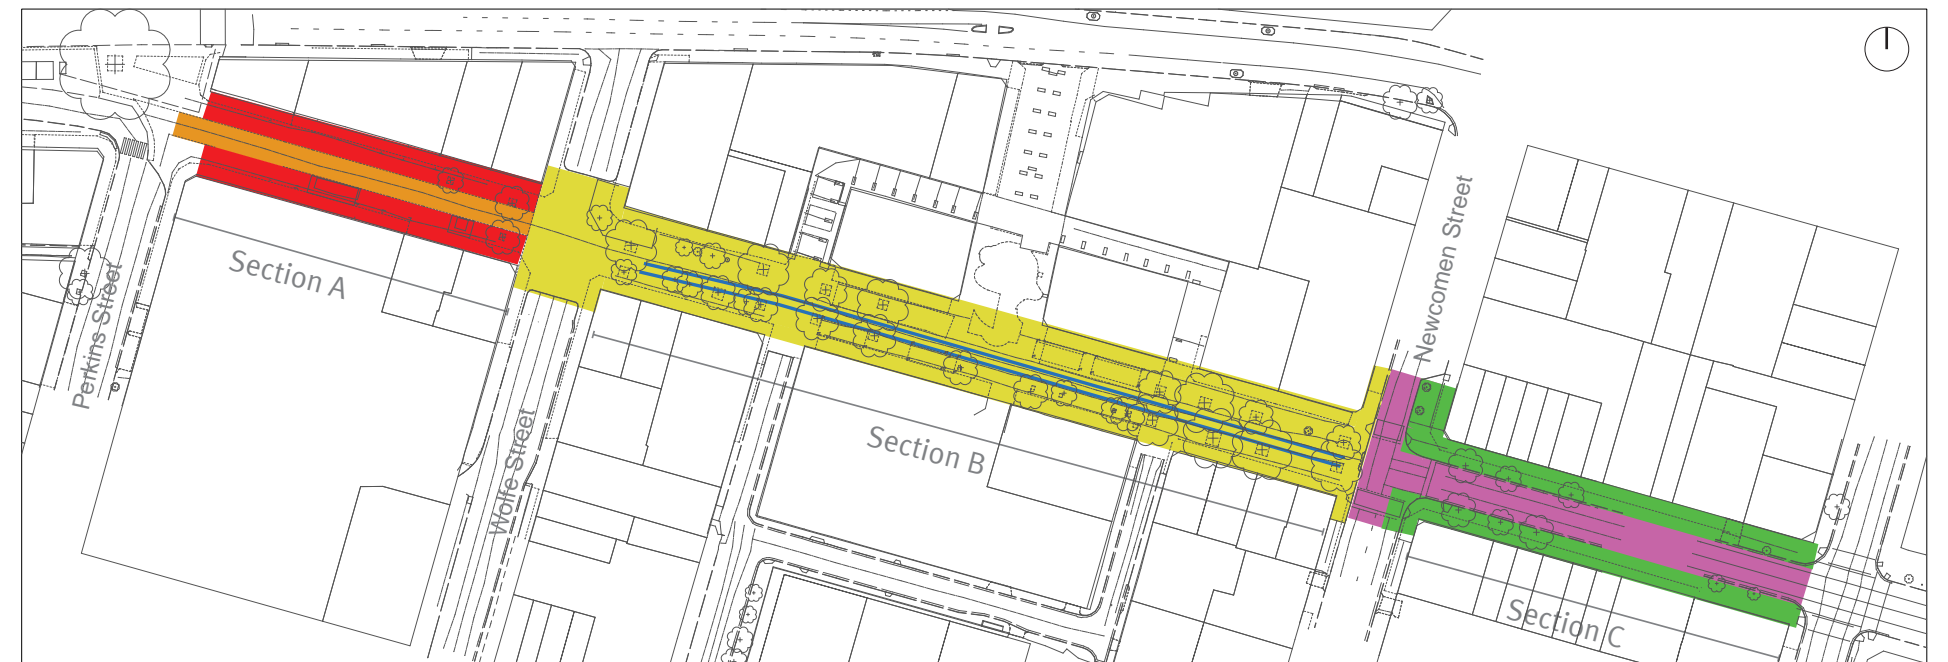 Section A
Perkins Street
Wolfe Street
Section B
Newcomen Street
Section C